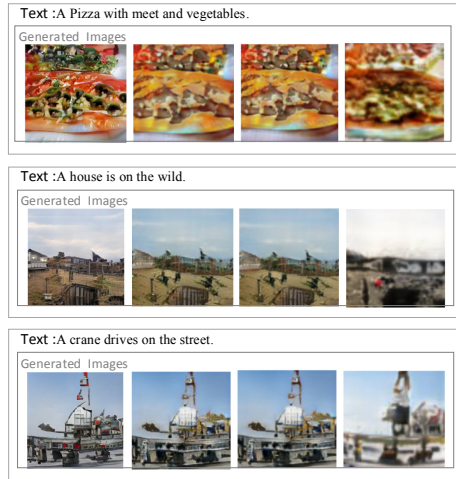 Text :A Pizza with meet and vegetables.
Generated Images
Text :A house is on the wild.
Generated Images
Text :A crane drives on the street.
Generated Images